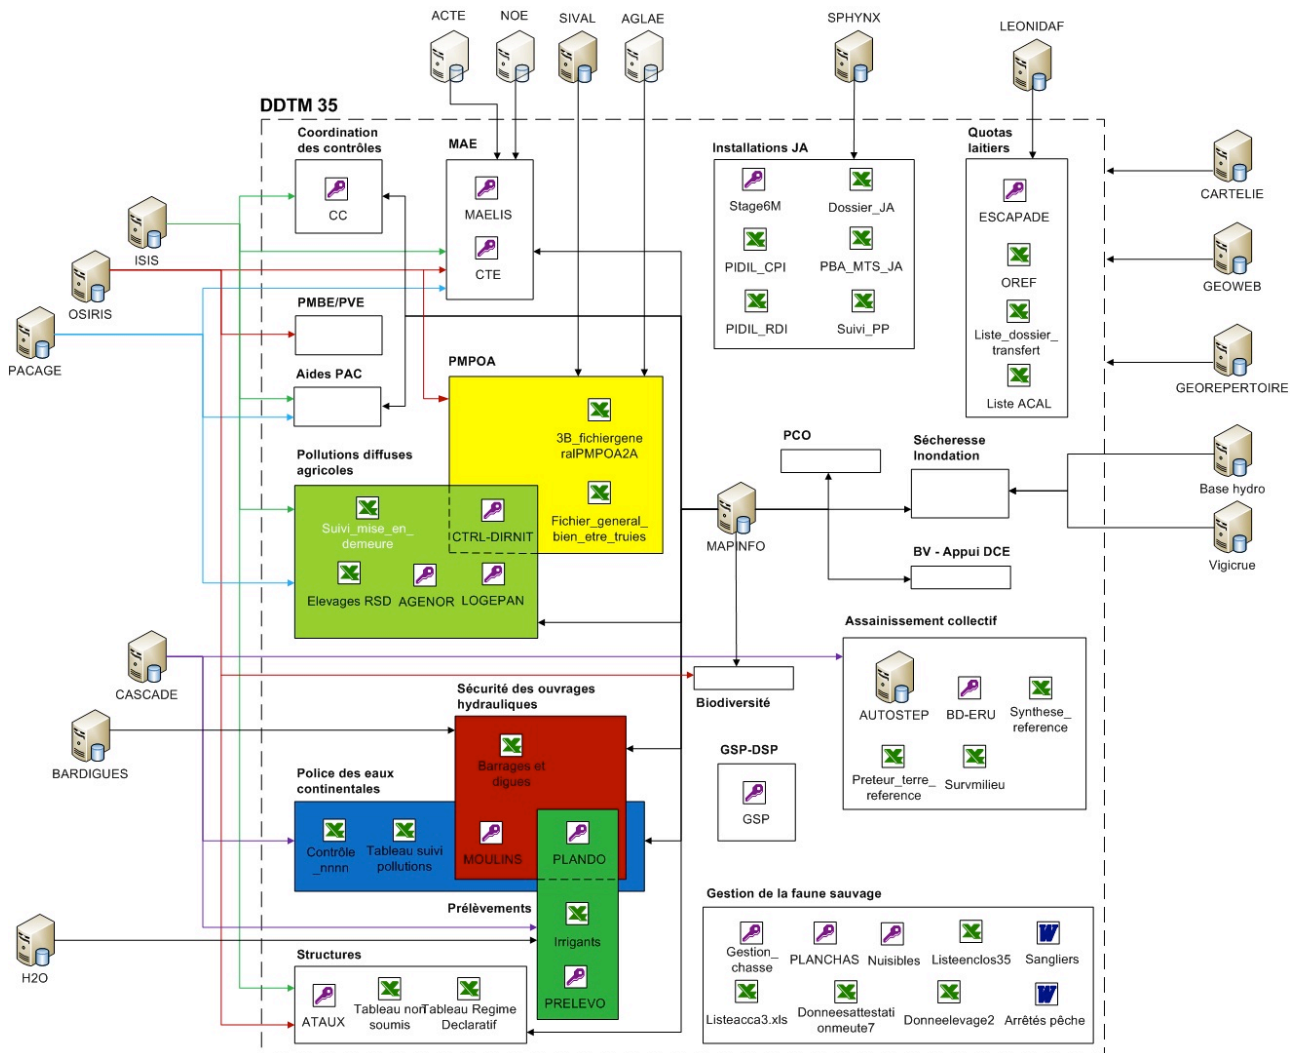 ACTE
NOE
SIVAL
AGLAE
SPHYNX
LEONIDAF
DDTM 35
Coordination
des contrôles
CC
MAE
MAELIS
CTE
Installations JA
Stage6M
Dossier_JA
PIDIL_CPI
PBA_MTS_JA
PIDIL_RDI
Suivi_PP
Quotas
laitiers
ESCAPADE
OREF
Liste_dossier_
transfert
Liste ACAL
CARTELIE
GEOWEB
GEOREPERTOIRE
Base hydro
Vigicrue
ISIS
OSIRIS
PACAGE
PMBE/PVE
Aides PAC
PMPOA
3B_fichiergene
ralPMPOA2A
Fichier_general_
bien_etre_truies
CTRL-DIRNIT
Pollutions diffuses
agricoles
Suivi_mise_en_
demeure
Elevages RSD
AGENOR
LOGEPAN
MAPINFO
PCO
Sécheresse
Inondation
BV - Appui DCE
Biodiversité
Assainissement collectif
AUTOSTEP
BD-ERU
Synthese_
reference
Preteur_terre_
reference
Survmilieu
CASCADE
BARDIGUES
H2O
Sécurité des ouvrages
hydrauliques
Barrages et
digues
MOULINS
PLANDO
Police des eaux
continentales
Contrôle
_nnnn
Tableau suivi
pollutions
Prélèvements
Irrigants
PRELEVO
Structures
ATAUX
Tableau non
soumis
Tableau Regime
Declaratif
GSP-DSP
GSP
Gestion de la faune sauvage
Gestion_
chasse
PLANCHAS
Nuisibles
Listeenclos35
Sangliers
Listeacca3.xls
Donneesattestati
onmeute7
Donneelevage2
Arrêtés pêche